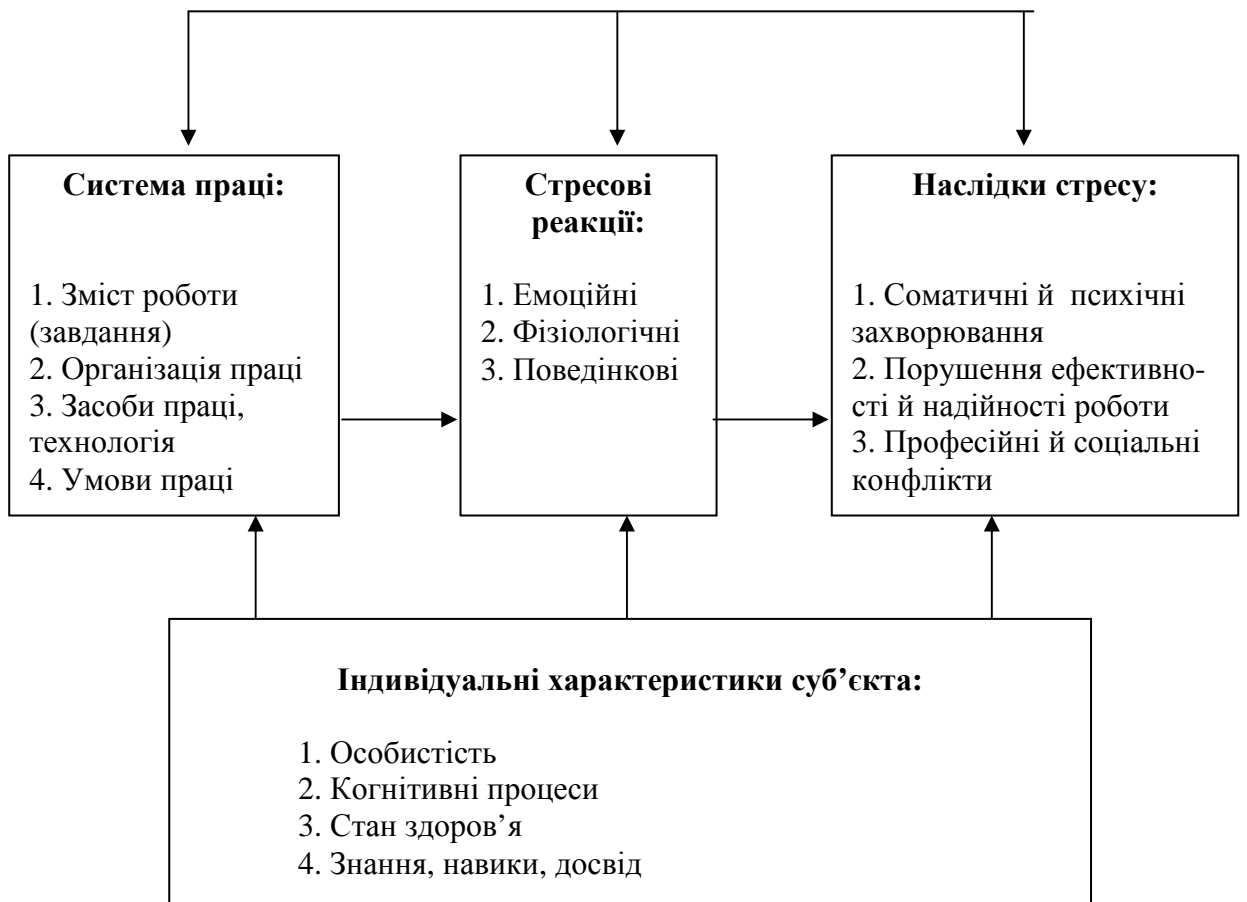 Система праці:
1. Зміст роботи
(завдання)
2. Організація праці
3. Засоби праці,
технологія
4. Умови праці
Стресові
реакції:
1. Емоційні
2. Фізіологічні
3. Поведінкові
Наслідки стресу:
1. Соматичні й психічні
захворювання
2. Порушення ефективно-
сті й надійності роботи
3. Професійні й соціальні
конфлікти
Індивідуальні характеристики суб’єкта:
1. Особистість
2. Когнітивні процеси
3. Стан здоров’я
4. Знання, навики, досвід